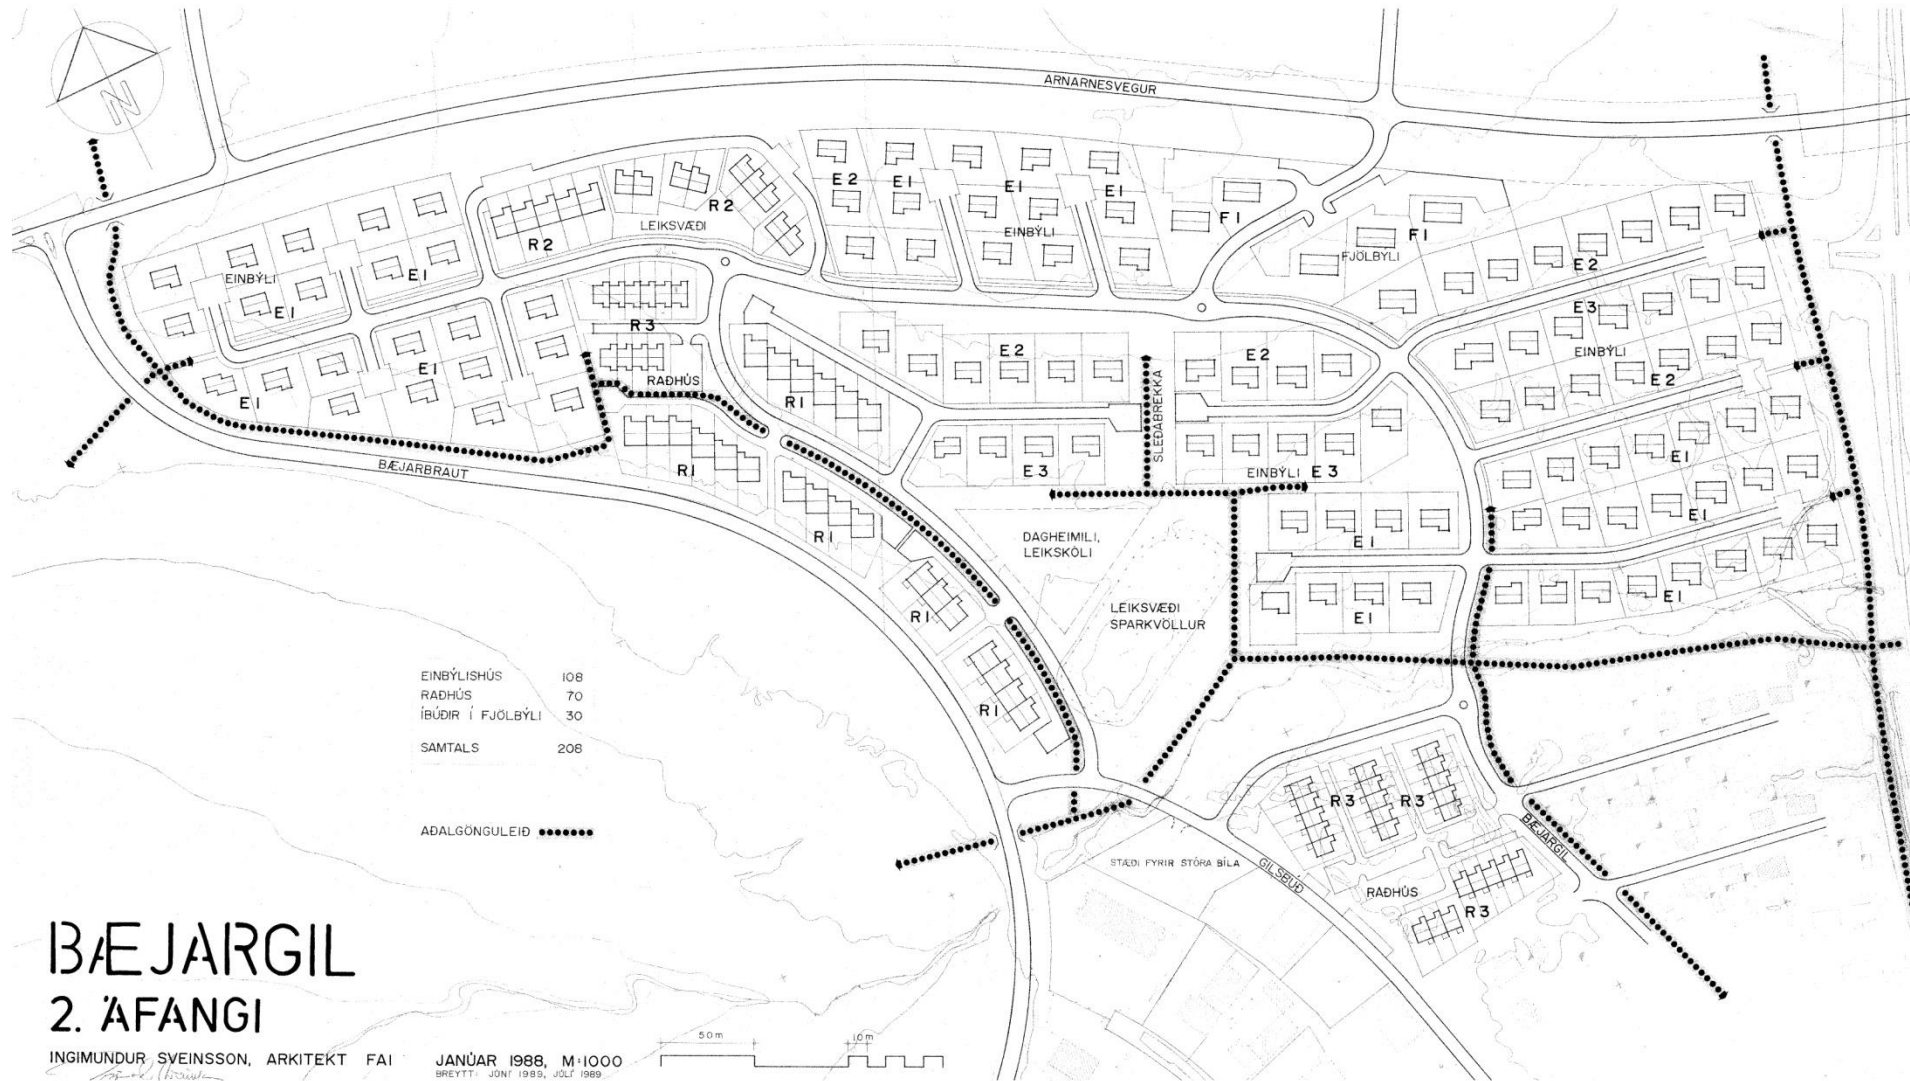 N
ARNARNESVEGUR
E2
E1
E1
E1
F1
R2
R2
LEIKSVÆÐI
EINBÝLI
F1
FJÖLBÝLI
E2
EINBÝLI
E1
E1
E3
R3
E2
E2
EINBÝLI
E2
RAÐHÚS
E1
R1
SLEÐABREKKA
E1
BÆJARBRAUT
R1
E3
EINBÝLI E3
E1
R1
DAGHEIMILI,
LEIKSKÓLI
E1
E1
R1
LEIKSVÆÐI
SPARKVÖLLUR
E1
E1
R1
EINBÝLISHÚS 108
RAÐHÚS 70
ÍBÚÐIR Í FJÖLBÝLI 30
SAMTALS 208
R3
R3
AÐALGÖNGULEIÐ
BÆJARGIL
STÆÐI FYRIR STÓRA BÍLA
GILSBÚÐ
RAÐHÚS
R3
BÆJARGIL
2. ÁFANGI
INGIMUNDUR SVEINSSON, ARKITEKT FAI
JANÚAR 1988, M:1000
BREYTT: JÚNÍ 1989, JÚLÍ 1989
50m
10m